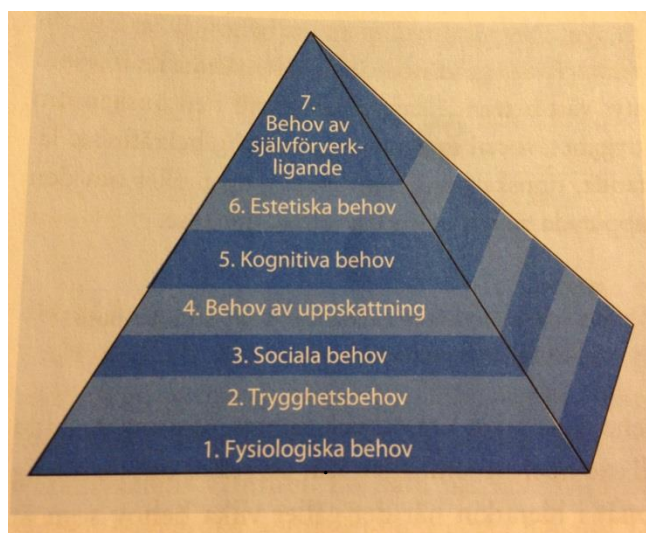 7.
Behov av
självförverk-
ligande
6. Estetiska behov
5. Kognitiva behov
4. Behov av uppskattning
3. Sociala behov
2. Trygghetsbehov
1. Fysiologiska behov